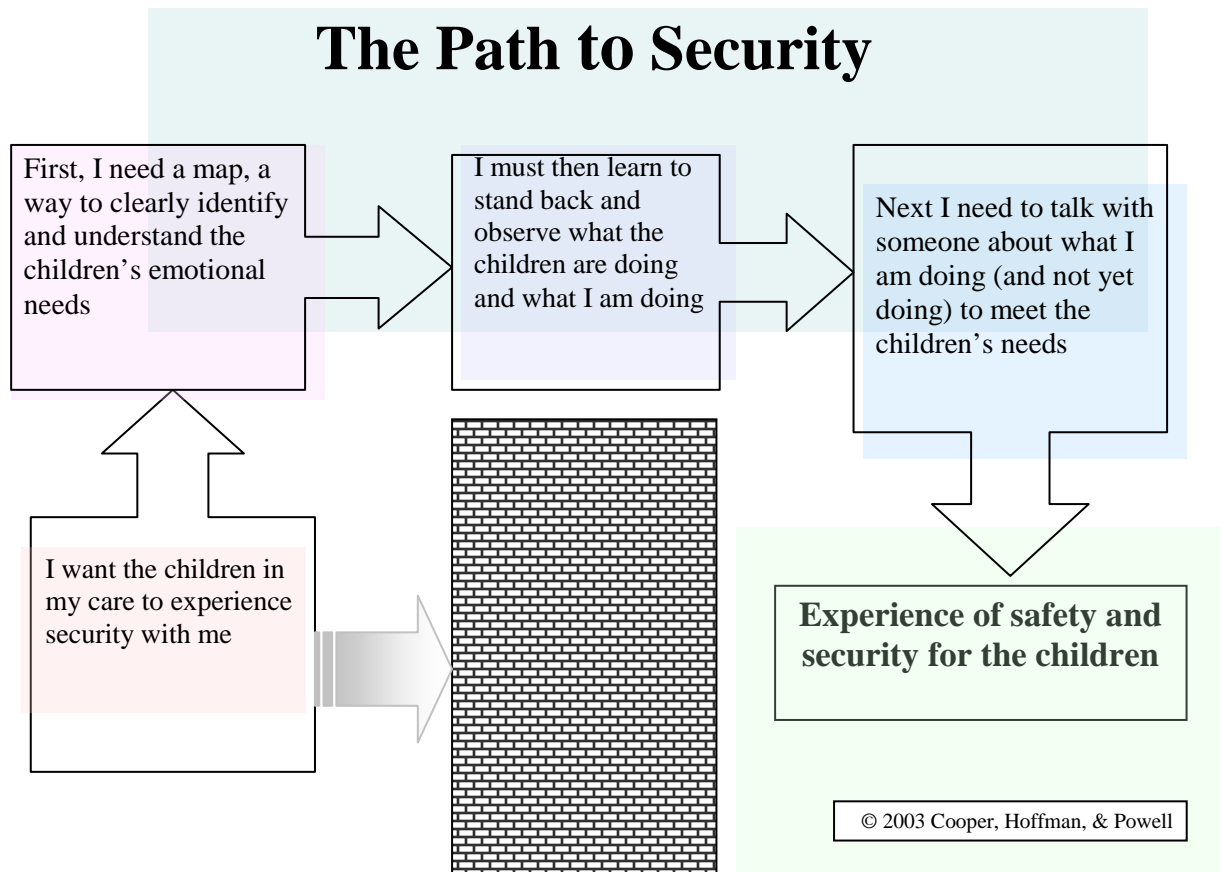 The Path to Security
First, I need a map, a
way to clearly identify
and understand the
children’s emotional
needs
I must then learn to
stand back and
observe what the
children are doing
and what I am doing
Next I need to talk with
someone about what I
am doing (and not yet
doing) to meet the
children’s needs
I want the children in
my care to experience
security with me
Experience of safety and
security for the children
© 2003 Cooper, Hoffman, & Powell